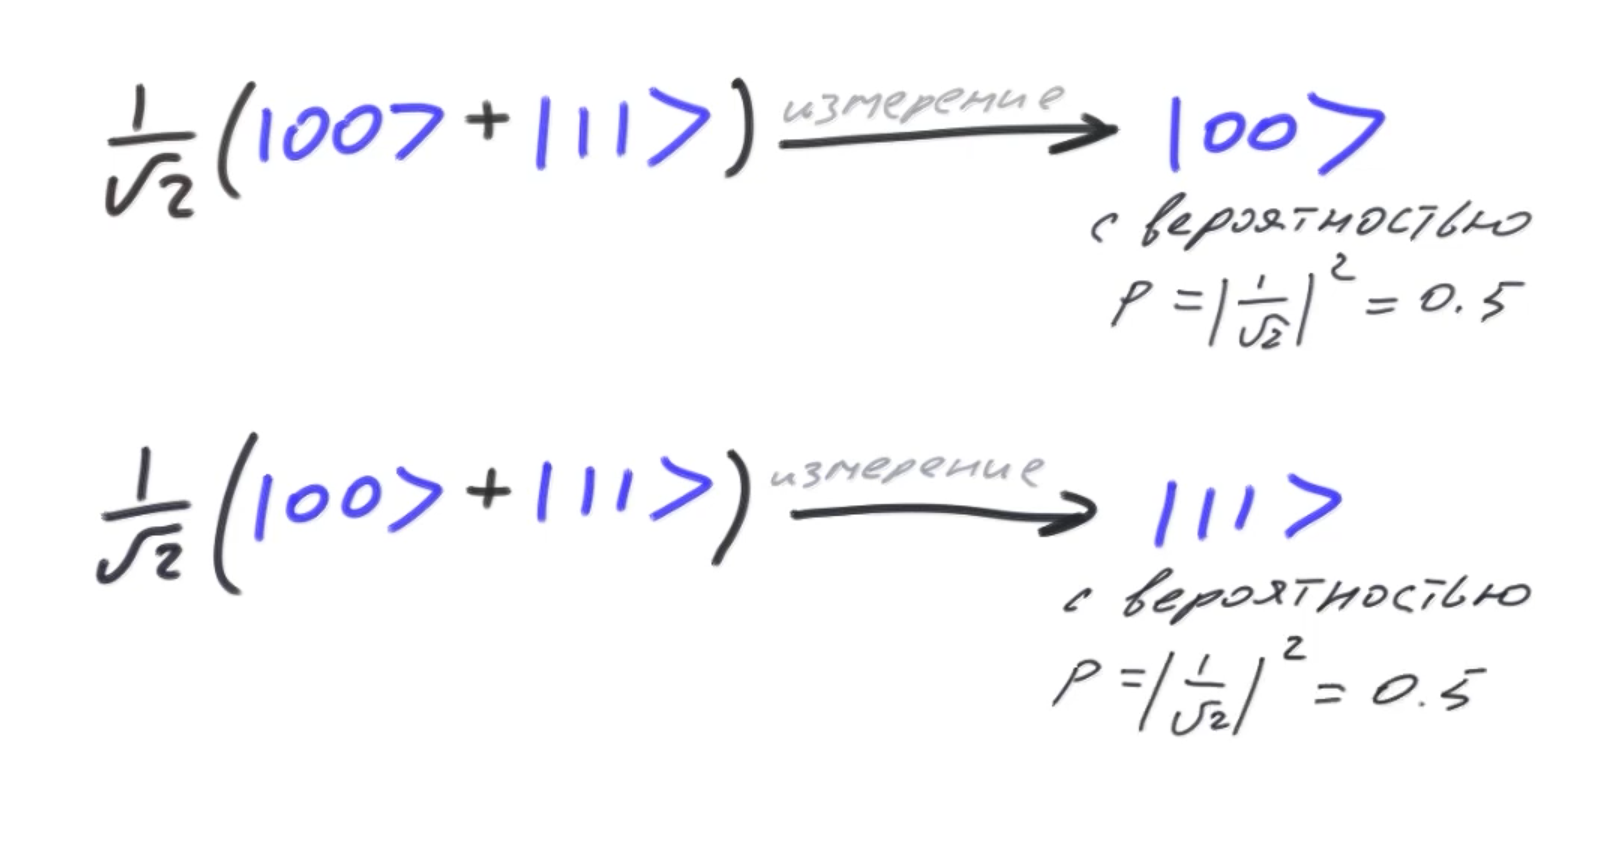 1/√2 (|00> + |11>) измерение |00>
с вероятностью
P = |1/√2|² = 0.5
1/√2 (|00> + |11>) измерение |11>
с вероятностью
P = |1/√2|² = 0.5